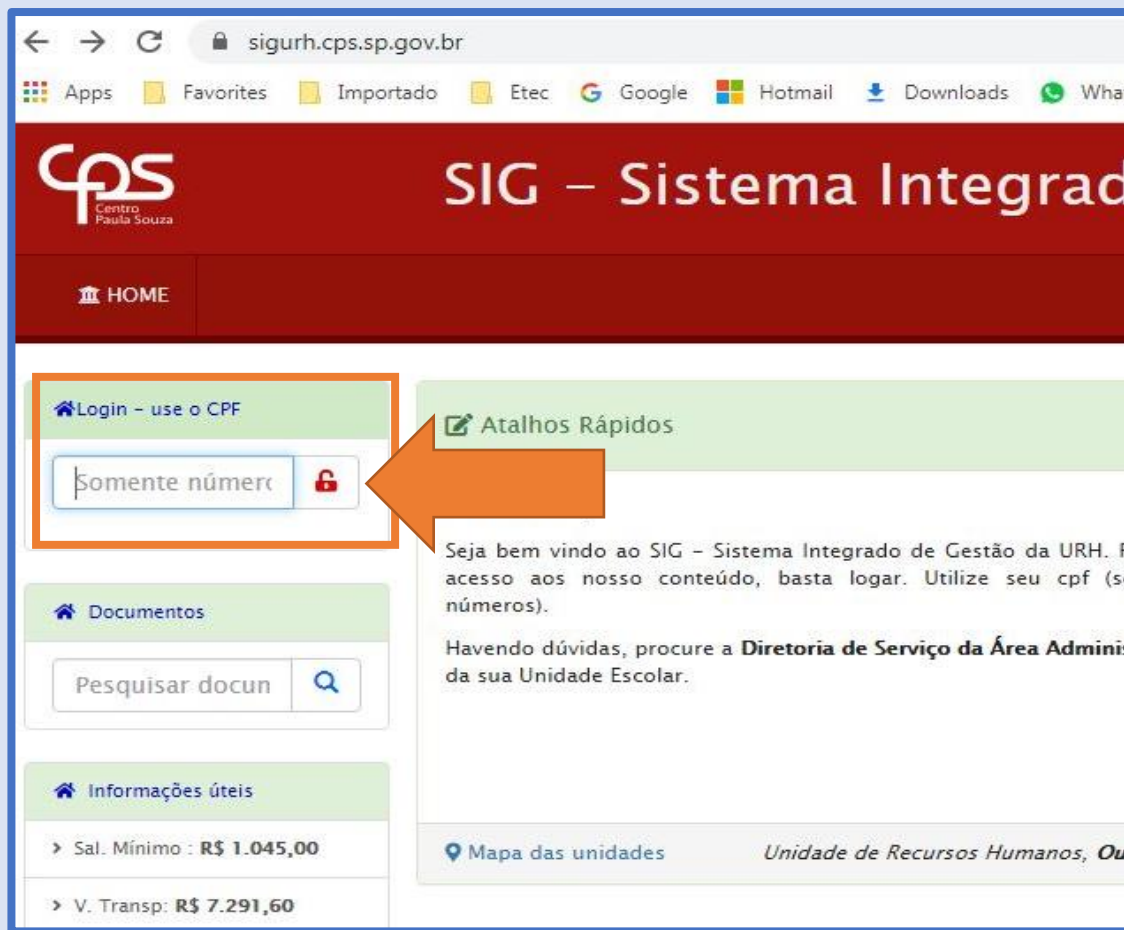 sigurh.cps.sp.gov.br
Apps Favorites Importado Etec Google Hotmail Downloads
cps
Centro
Paula Souza
SIG – Sistema
HOME
Login – use o CPF
Somente
Documentos
Pesquisar
Informações úteis
> Sal. Mínimo : R$ 1.045,00
> V. Transp: R$ 7.291,60
Atalhos Rápidos
Seja bem vindo ao SIG – Sistema Integrado de Gestão da URH.
acesso aos nosso conteúdo, basta logar. Utilize seu cpf
números).
Havendo dúvidas, procure a Diretoria de Serviço da Área
da sua Unidade Escolar.
Mapa das unidades
Unidade de Recursos Humanos,